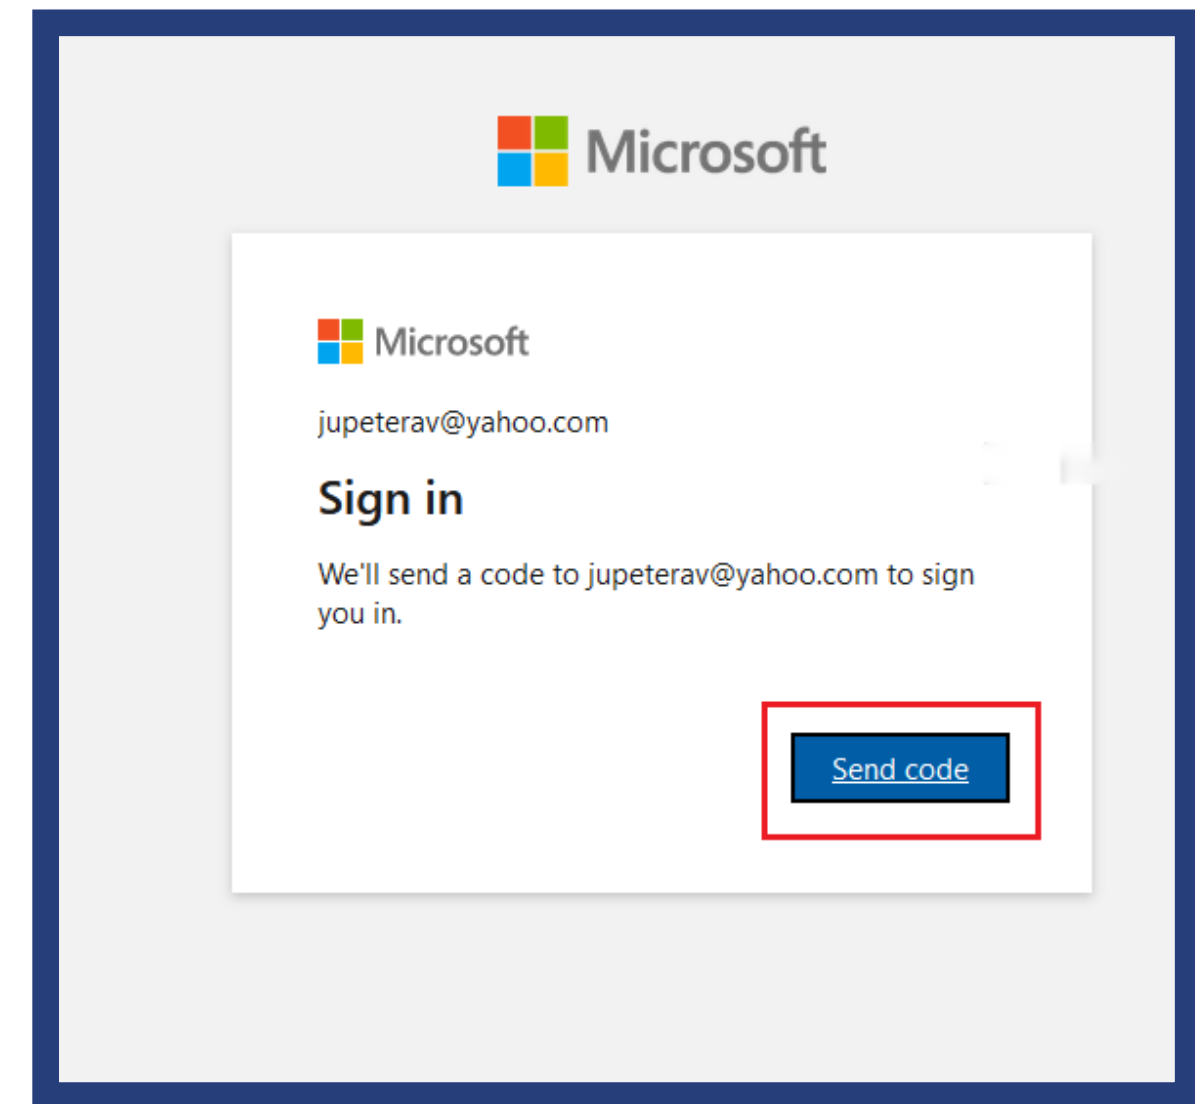 Microsoft
Microsoft
jupeterav@yahoo.com
Sign in
We'll send a code to jupeterav@yahoo.com to sign
you in.
Send code